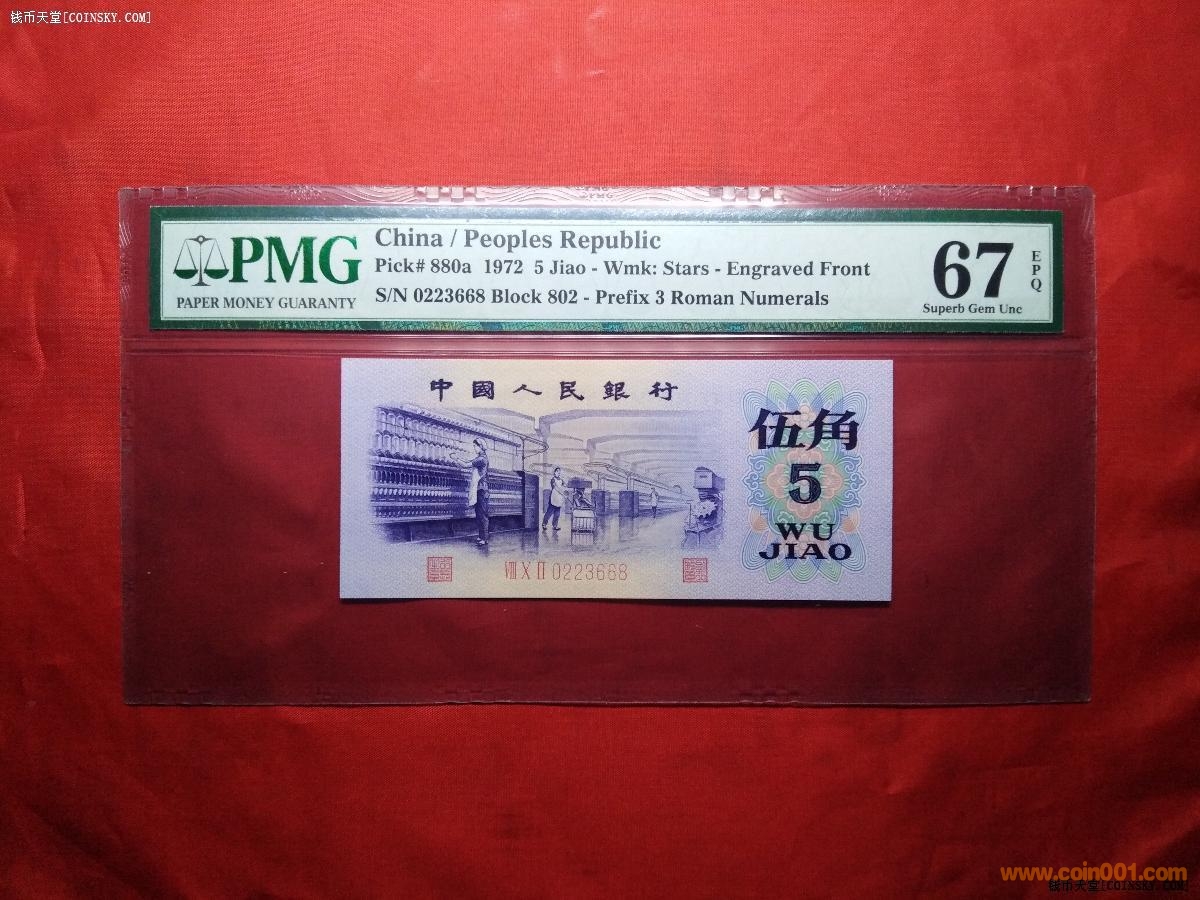 钱币天堂[COINSKY.COM]
PMG
PAPER MONEY GUARANTY
China / Peoples Republic
Pick# 880a 1972 5 Jiao - Wmk: Stars - Engraved Front
S/N 0223668 Block 802 - Prefix 3 Roman Numerals
67
EPQ
Superb Gem Unc
中國人民銀行
伍角
5
WU
JIAO
VIII X II 0223668
www.coin001.com
钱币天堂[COINSKY.COM]